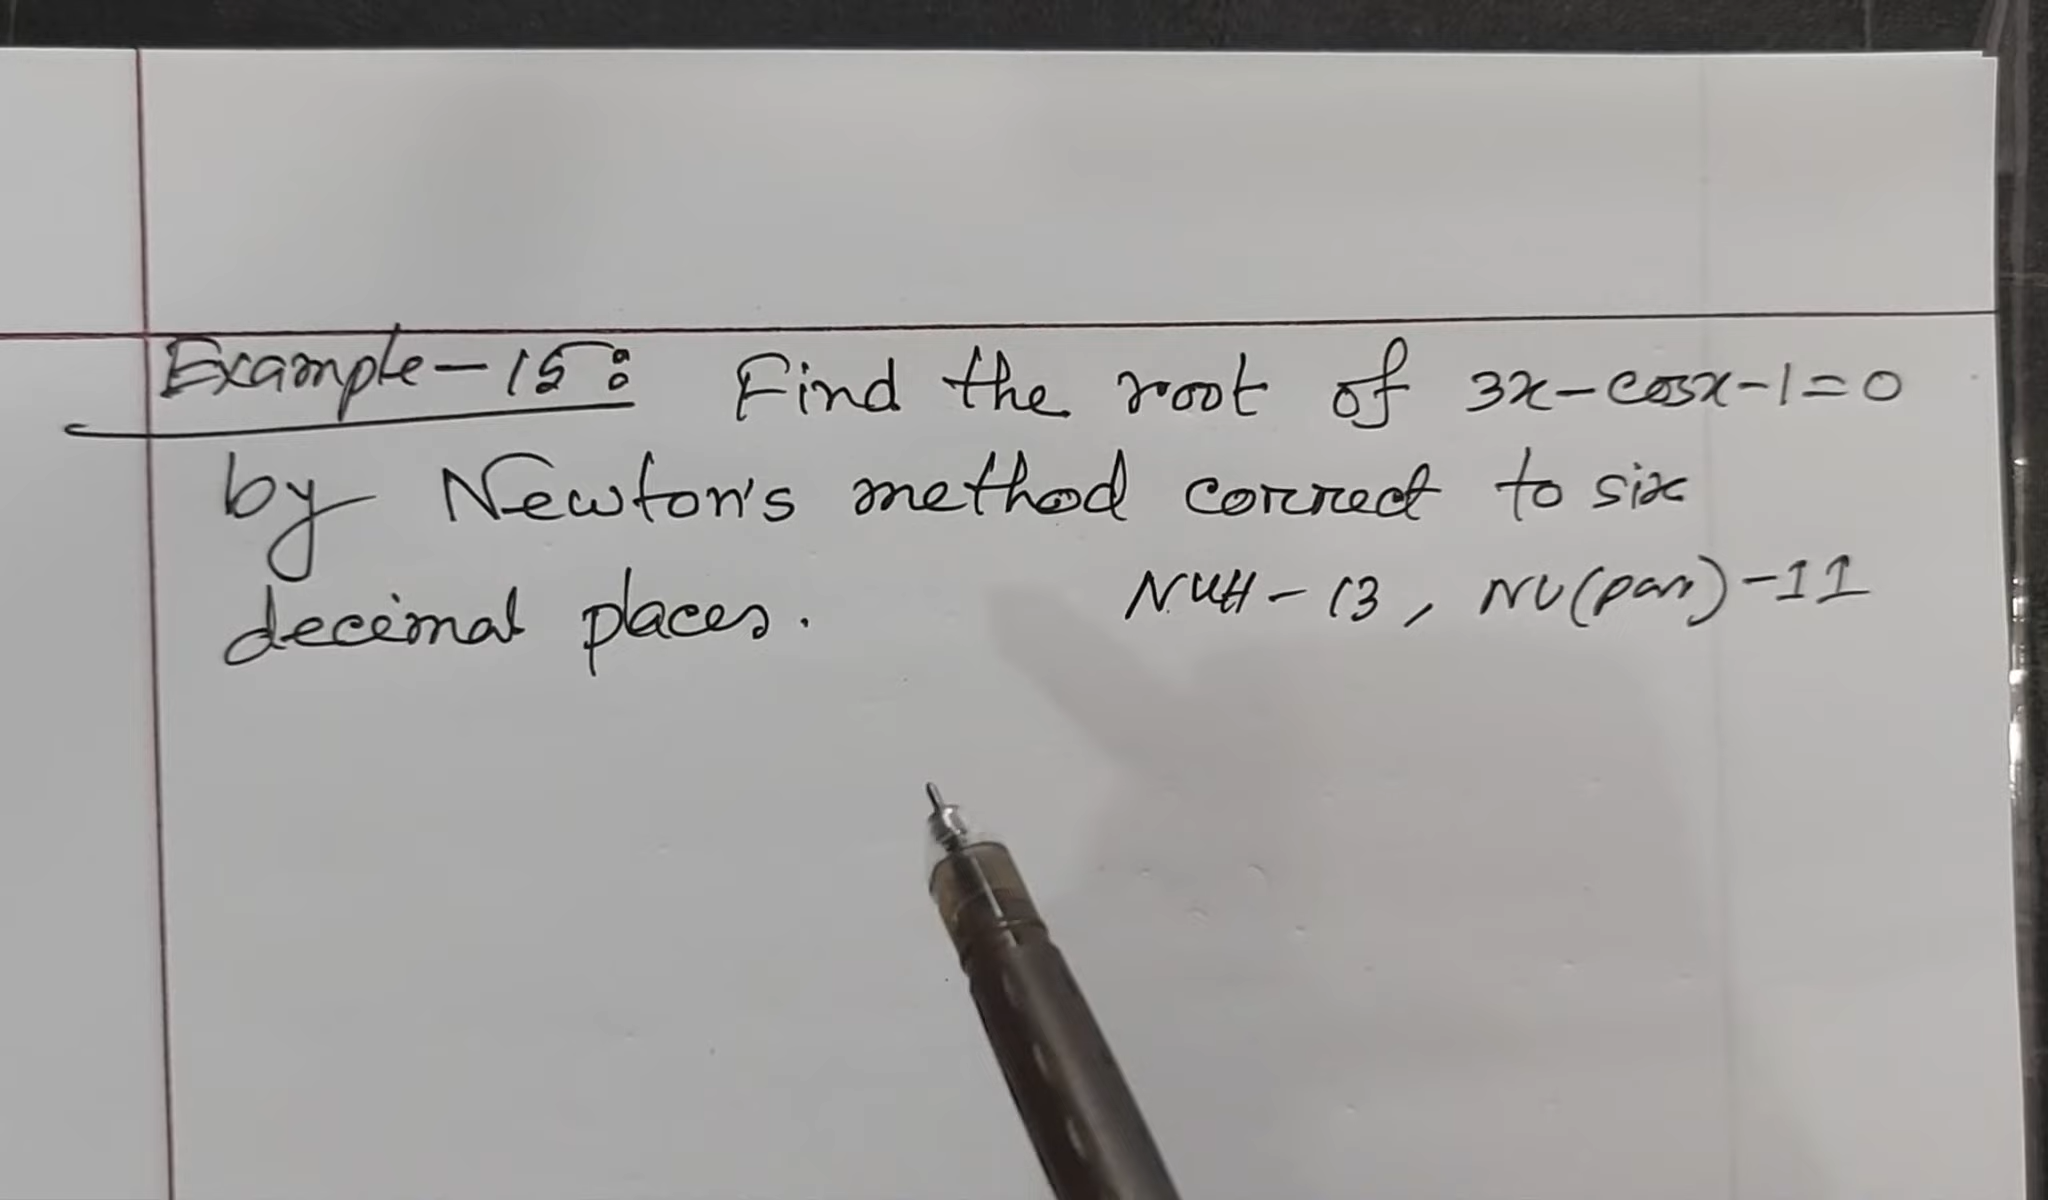 Example-15: Find the root of 3x-cosx-1=0
by Newton's method correct to six
decimal places. NUH-13, NU(pas)-11